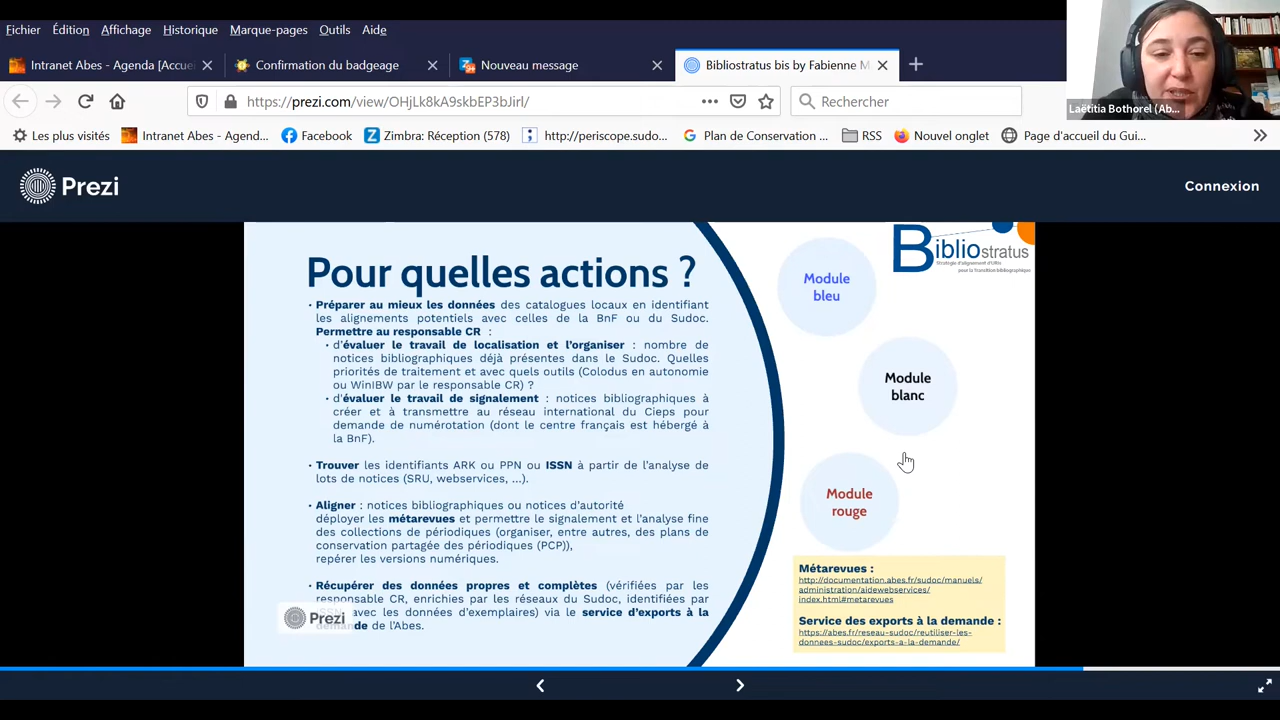 Fichier Édition Affichage Historique Marque-pages Outils Aide
Intranet Abes - Agenda [Accue
Confirmation du badgeage
Nouveau message
Bibliostratus bis by Fabienne M
https://prezi.com/view/OHjLk8kA9skbEP3bJirl/
Rechercher
Laëtitia Bothorel (Ab...
Les plus visités Intranet Abes - Agend... Facebook Zimbra: Réception (578) http://periscope.sudo... Plan de Conservation ... RSS Nouvel onglet Page d'accueil du Gui...
Prezi
Connexion
Pour quelles actions ?
• Préparer au mieux les données des catalogues locaux en identifiant
les alignements potentiels avec celles de la BnF ou du Sudoc.
Permettre au responsable CR :
• d'évaluer le travail de localisation et l'organiser : nombre de
notices bibliographiques déjà présentes dans le Sudoc. Quelles
priorités de traitement et avec quels outils (Colodus en autonomie
ou WinIBW par le responsable CR) ?
• d'évaluer le travail de signalement : notices bibliographiques à
créer et à transmettre au réseau international du Cieps pour
demande de numérotation (dont le centre français est hébergé à
la BnF).
• Trouver les identifiants ARK ou PPN ou ISSN à partir de l'analyse de
lots de notices (SRU, webservices, ...).
• Aligner : notices bibliographiques ou notices d'autorité
déployer les métarevues et permettre le signalement et l'analyse fine
des collections de périodiques (organiser, entre autres, des plans de
conservation partagée des périodiques (PCP)),
repérer les versions numériques.
• Récupérer des données propres et complètes (vérifiées par les
responsable CR, enrichies par les réseaux du Sudoc, identifiées par
avec les données d'exemplaires) via le service d'exports à la
demande de l'Abes.
Prezi
Bibliostratus
Stratégie d'alignement d'URIs
pour la Transition bibliographique
Module
bleu
Module
blanc
Module
rouge
Métarevues :
http://documentation.abes.fr/sudoc/manuels/
administration/aidewebservices/
index.html#metarevues
Service des exports à la demande :
https://abes.fr/reseau-sudoc/reutiliser-les-
donnees-sudoc/exports-a-la-demande/